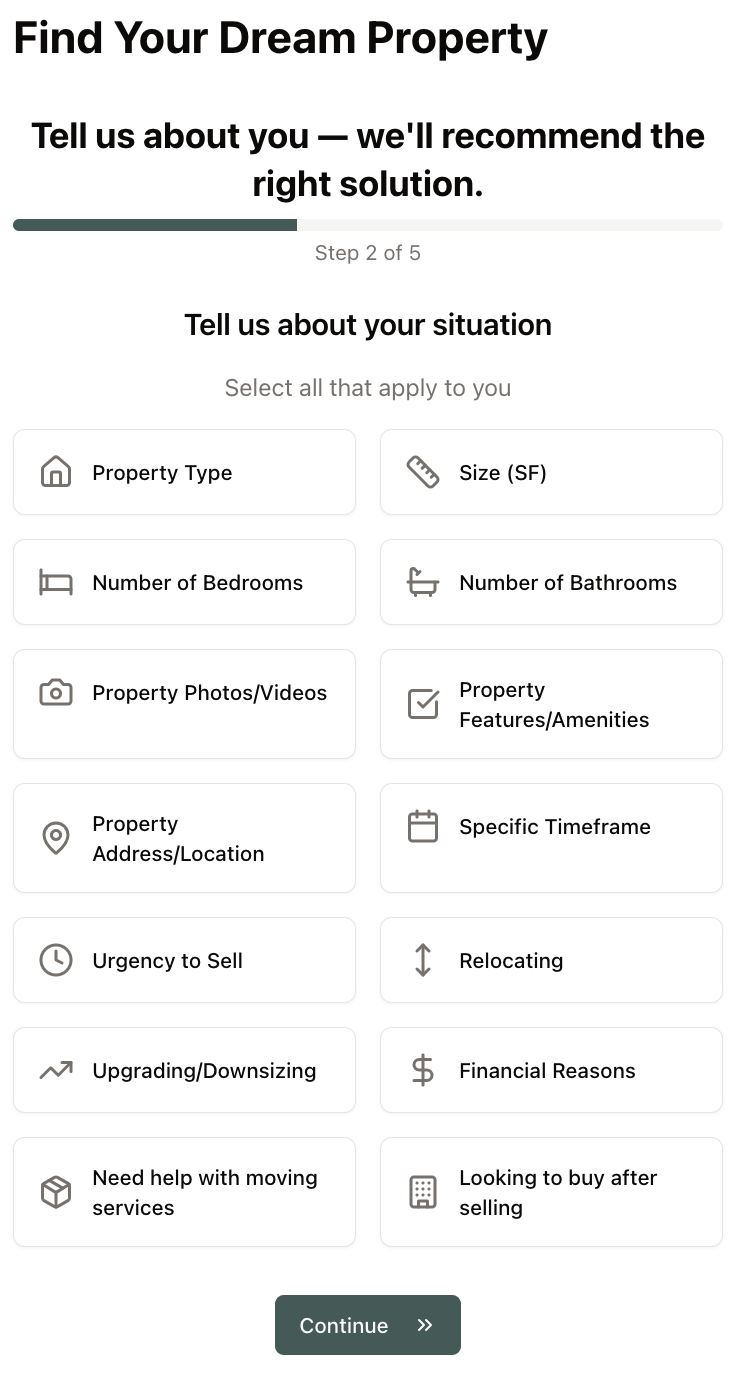 Find Your Dream Property
Tell us about you — we'll recommend the
right solution.
Step 2 of 5
Tell us about your situation
Select all that apply to you
Property Type
Size (SF)
Number of Bedrooms
Number of Bathrooms
Property Photos/Videos
Property
Features/Amenities
Property
Address/Location
Specific Timeframe
Urgency to Sell
Relocating
Upgrading/Downsizing
Financial Reasons
Need help with moving
services
Looking to buy after
selling
Continue